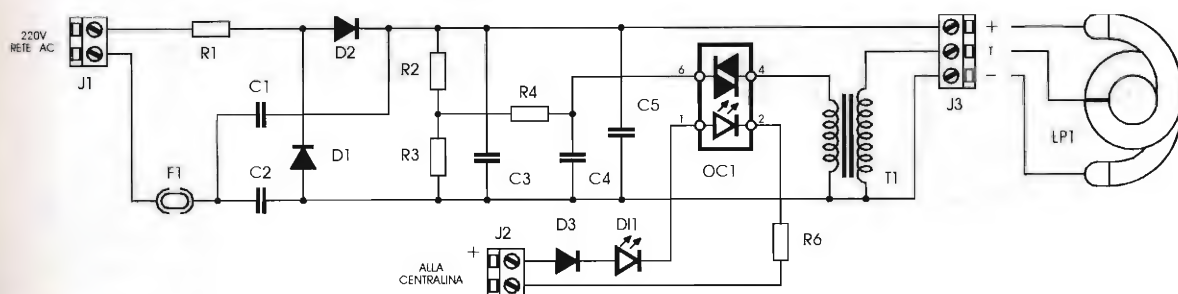 220V
RETE AC
J1
R1
D2
C1
C2
F1
D1
R2
R3
R4
C3
C4
C5
6
4
1
2
OC1
T1
+
T
−
J3
LP1
J2
+
ALLA
CENTRALINA
D3
DI1
R6